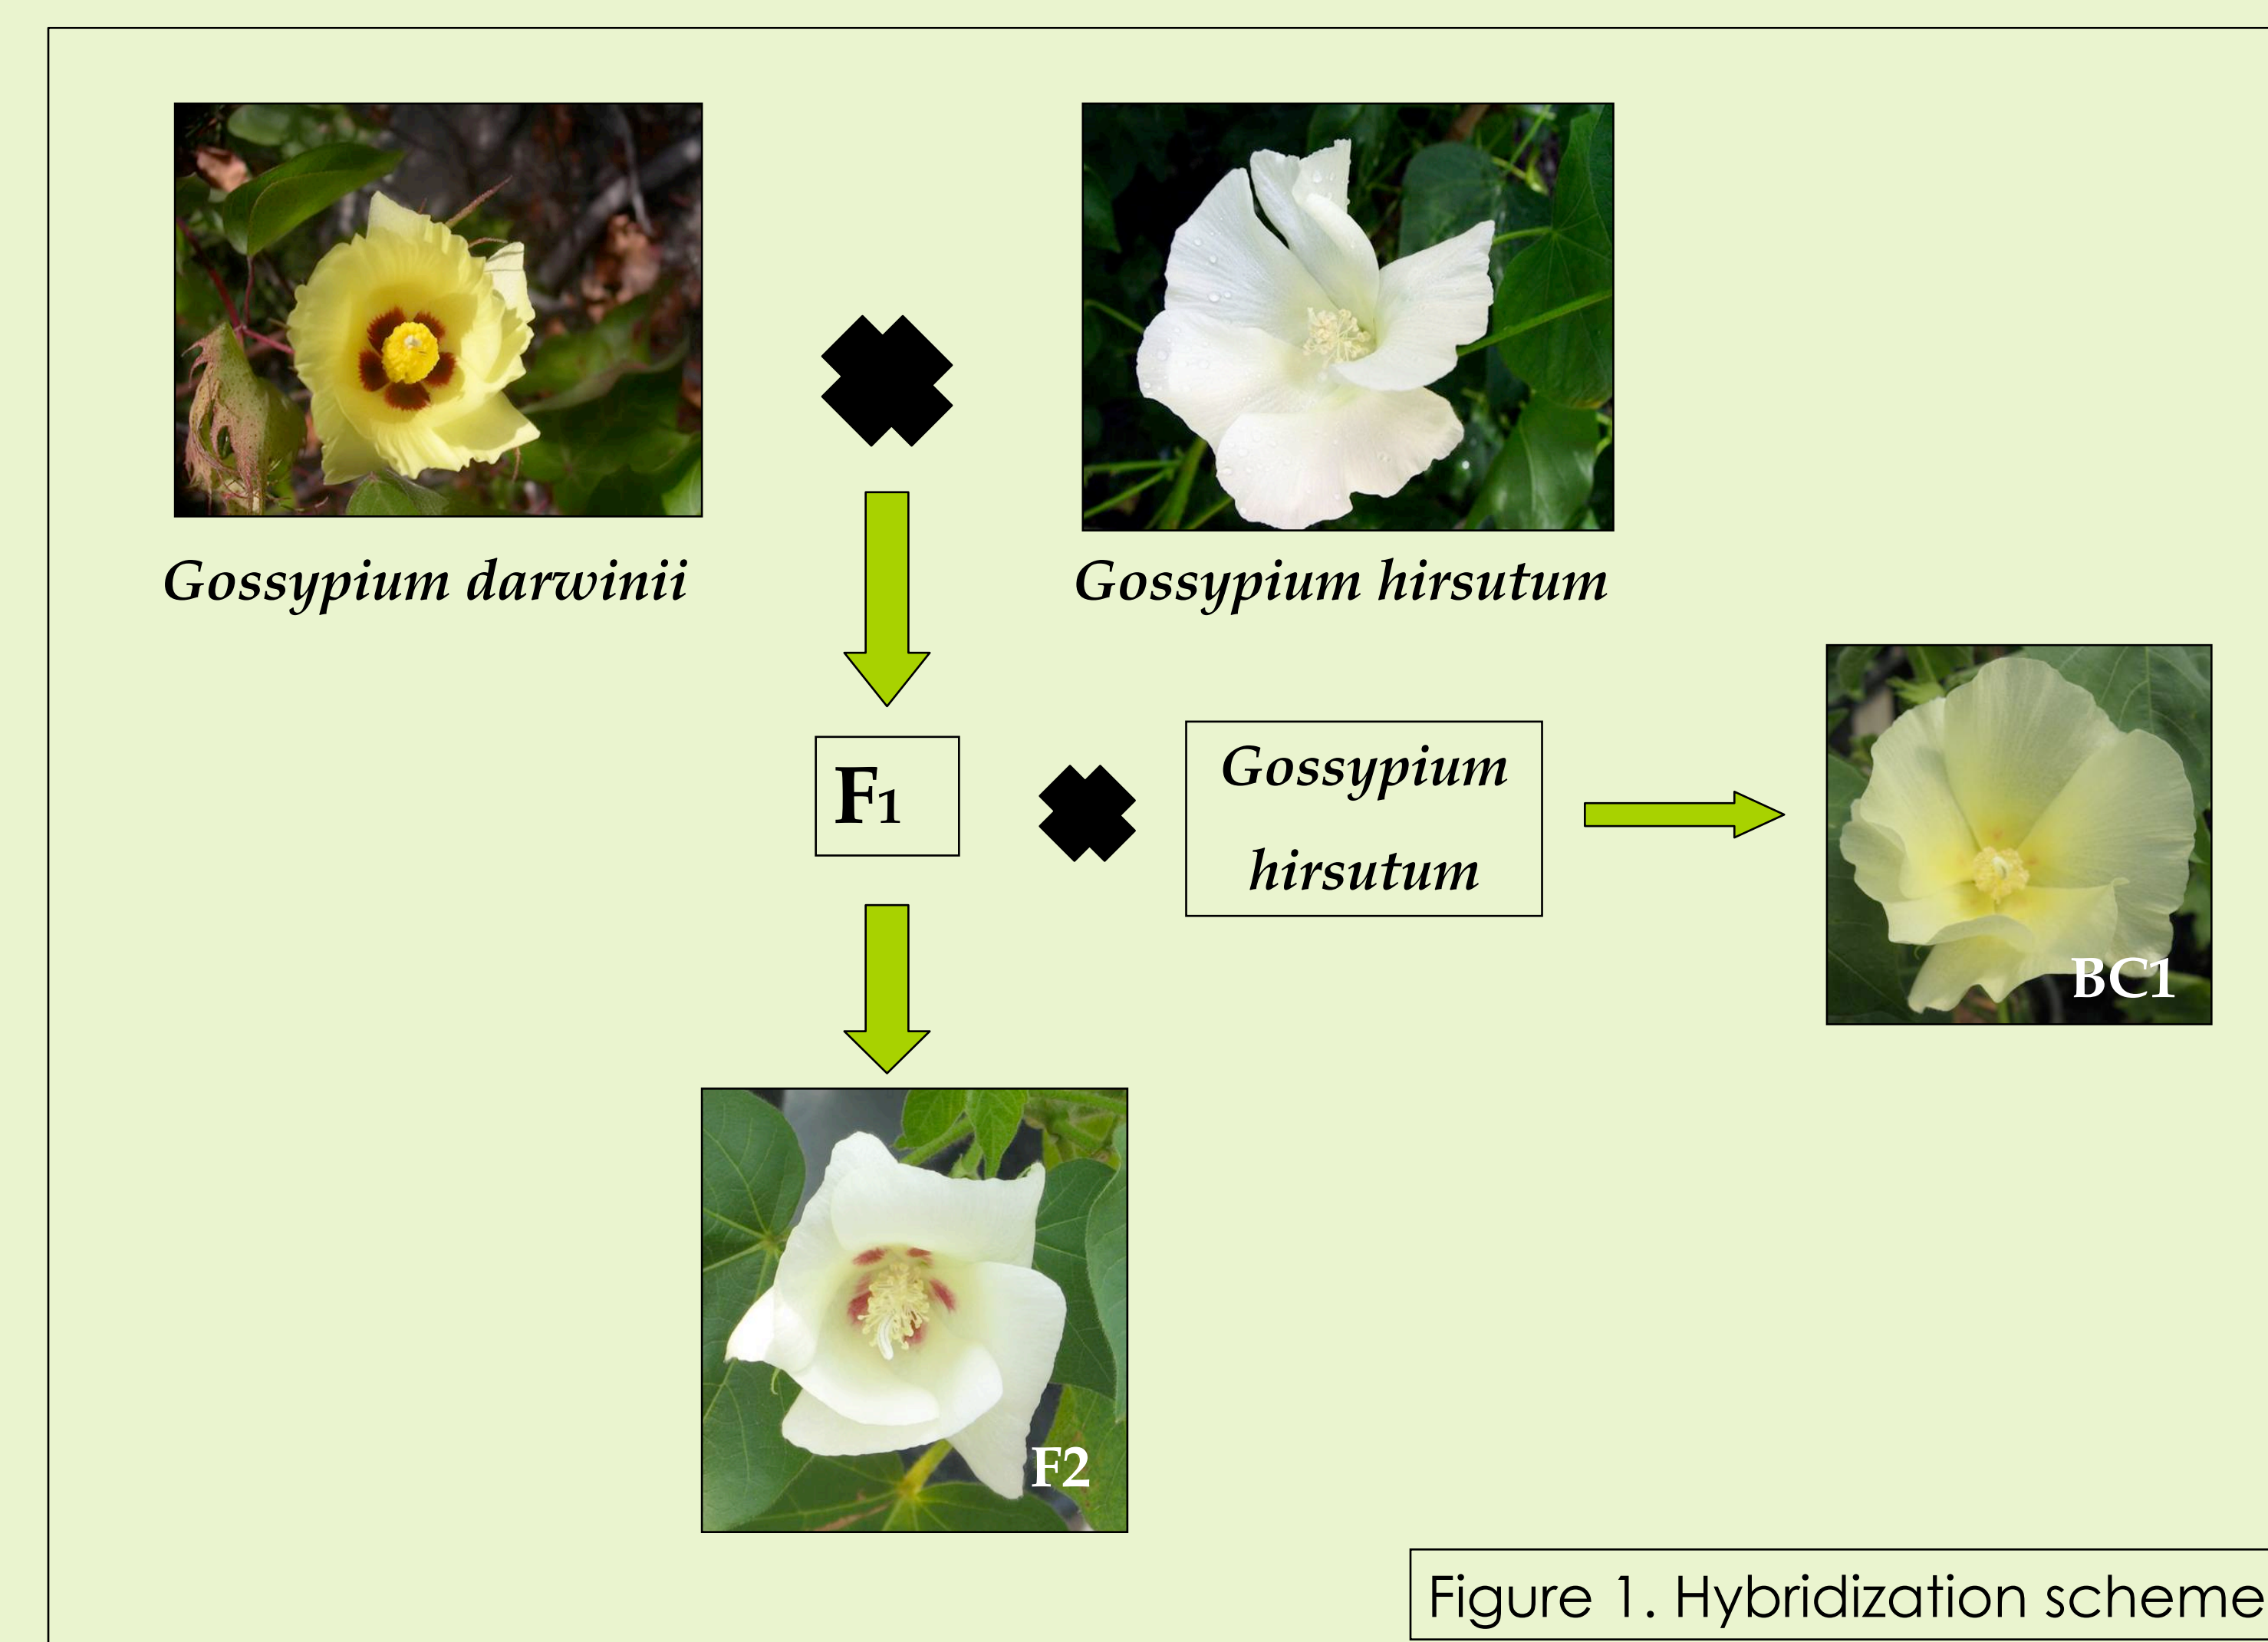 Gossypium darwinii
Gossypium hirsutum
F1
Gossypium
hirsutum
BC1
F2
Figure 1. Hybridization scheme